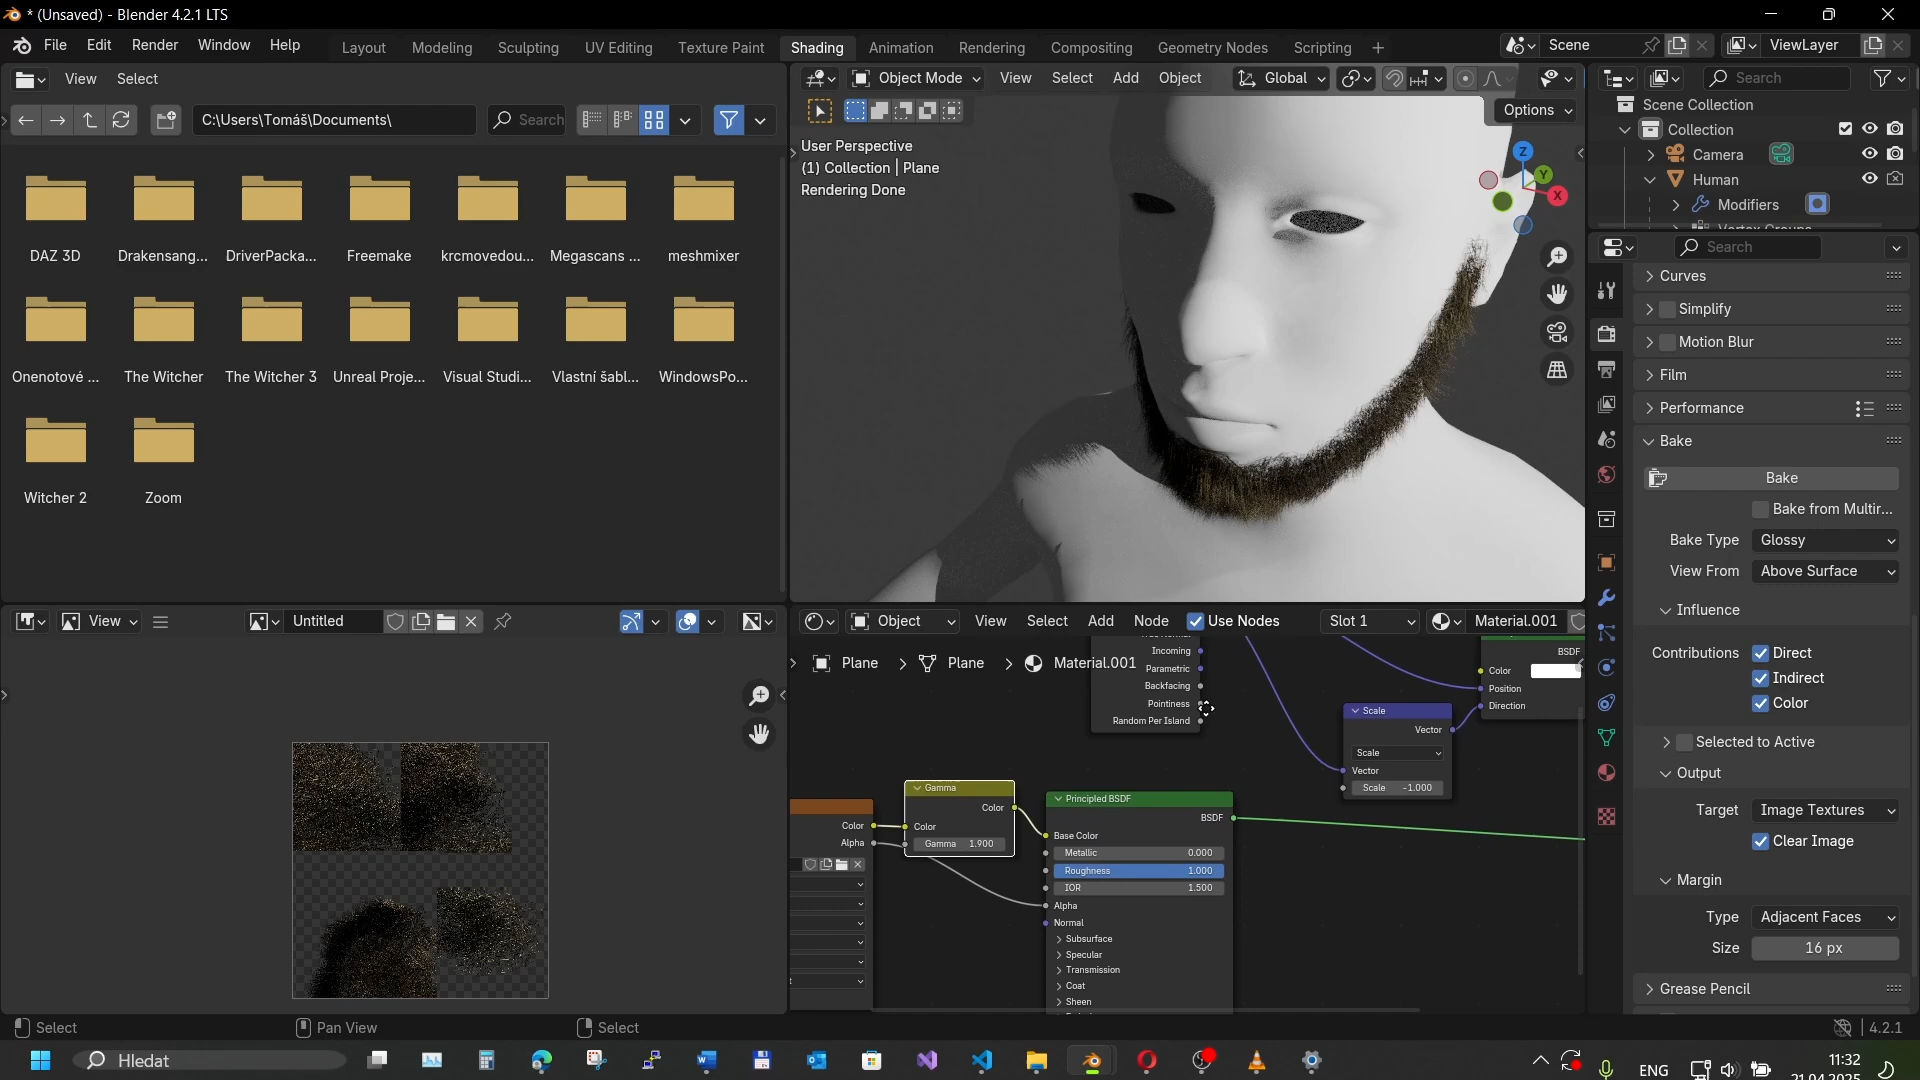 * (Unsaved) - Blender 4.2.1 LTS
File Edit Render Window Help Layout Modeling Sculpting UV Editing Texture Paint Shading Animation Rendering Compositing Geometry Nodes Scripting + Scene ViewLayer
View Select
C:\Users\Tomáš\Documents\ Search
DAZ 3D Drakensang... DriverPacka... Freemake krcmovedou... Megascans ... meshmixer
Onenotové ... The Witcher The Witcher 3 Unreal Proje... Visual Studi... Vlastní šabl... WindowsPo...
Witcher 2 Zoom
Object Mode View Select Add Object Global
Options
User Perspective
(1) Collection | Plane
Rendering Done
Z
Y
X
Search
Scene Collection
Collection
Camera
Human
Modifiers
Search
Curves
Simplify
Motion Blur
Film
Performance
Bake
Bake
Bake from Multir...
Bake Type Glossy
View From Above Surface
Influence
Contributions Direct
Indirect
Color
Selected to Active
Output
Target Image Textures
Clear Image
Margin
Type Adjacent Faces
Size 16 px
Grease Pencil
View Untitled
Object View Select Add Node Use Nodes Slot 1 Material.001
Plane Plane Material.001
Incoming
Parametric
Backfacing
Pointiness
Random Per Island
BSDF
Color
Position
Direction
Scale
Vector
Scale
Vector
Scale -1.000
Gamma
Color
Color
Gamma 1.900
Color
Alpha
Principled BSDF
BSDF
Base Color
Metallic 0.000
Roughness 1.000
IOR 1.500
Alpha
Normal
Subsurface
Specular
Transmission
Coat
Sheen
Select Pan View Select 4.2.1
Hledat ENG 11:32
21.04.2025